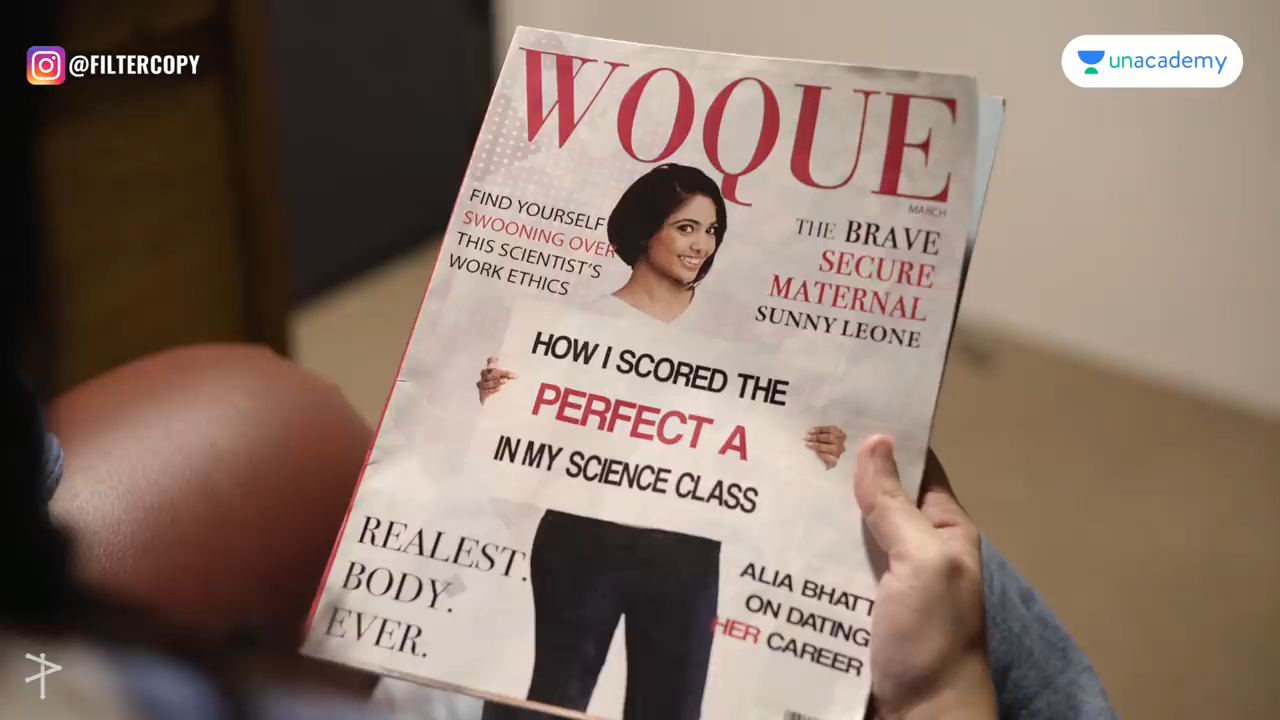 @FILTERCOPY
unacademy
WOQUE
MARCH
FIND YOURSELF
SWOONING OVER
THIS SCIENTIST'S
WORK ETHICS
THE BRAVE
SECURE
MATERNAL
SUNNY LEONE
HOW I SCORED THE
PERFECT A
IN MY SCIENCE CLASS
REALEST.
BODY.
EVER.
ALIA BHATT
ON DATING
HER CAREER